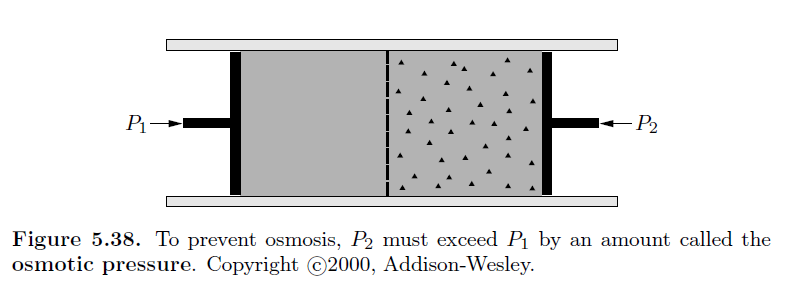 P₁ P₂
Figure 5.38. To prevent osmosis, P₂ must exceed P₁ by an amount called the
osmotic pressure. Copyright ©2000, Addison-Wesley.